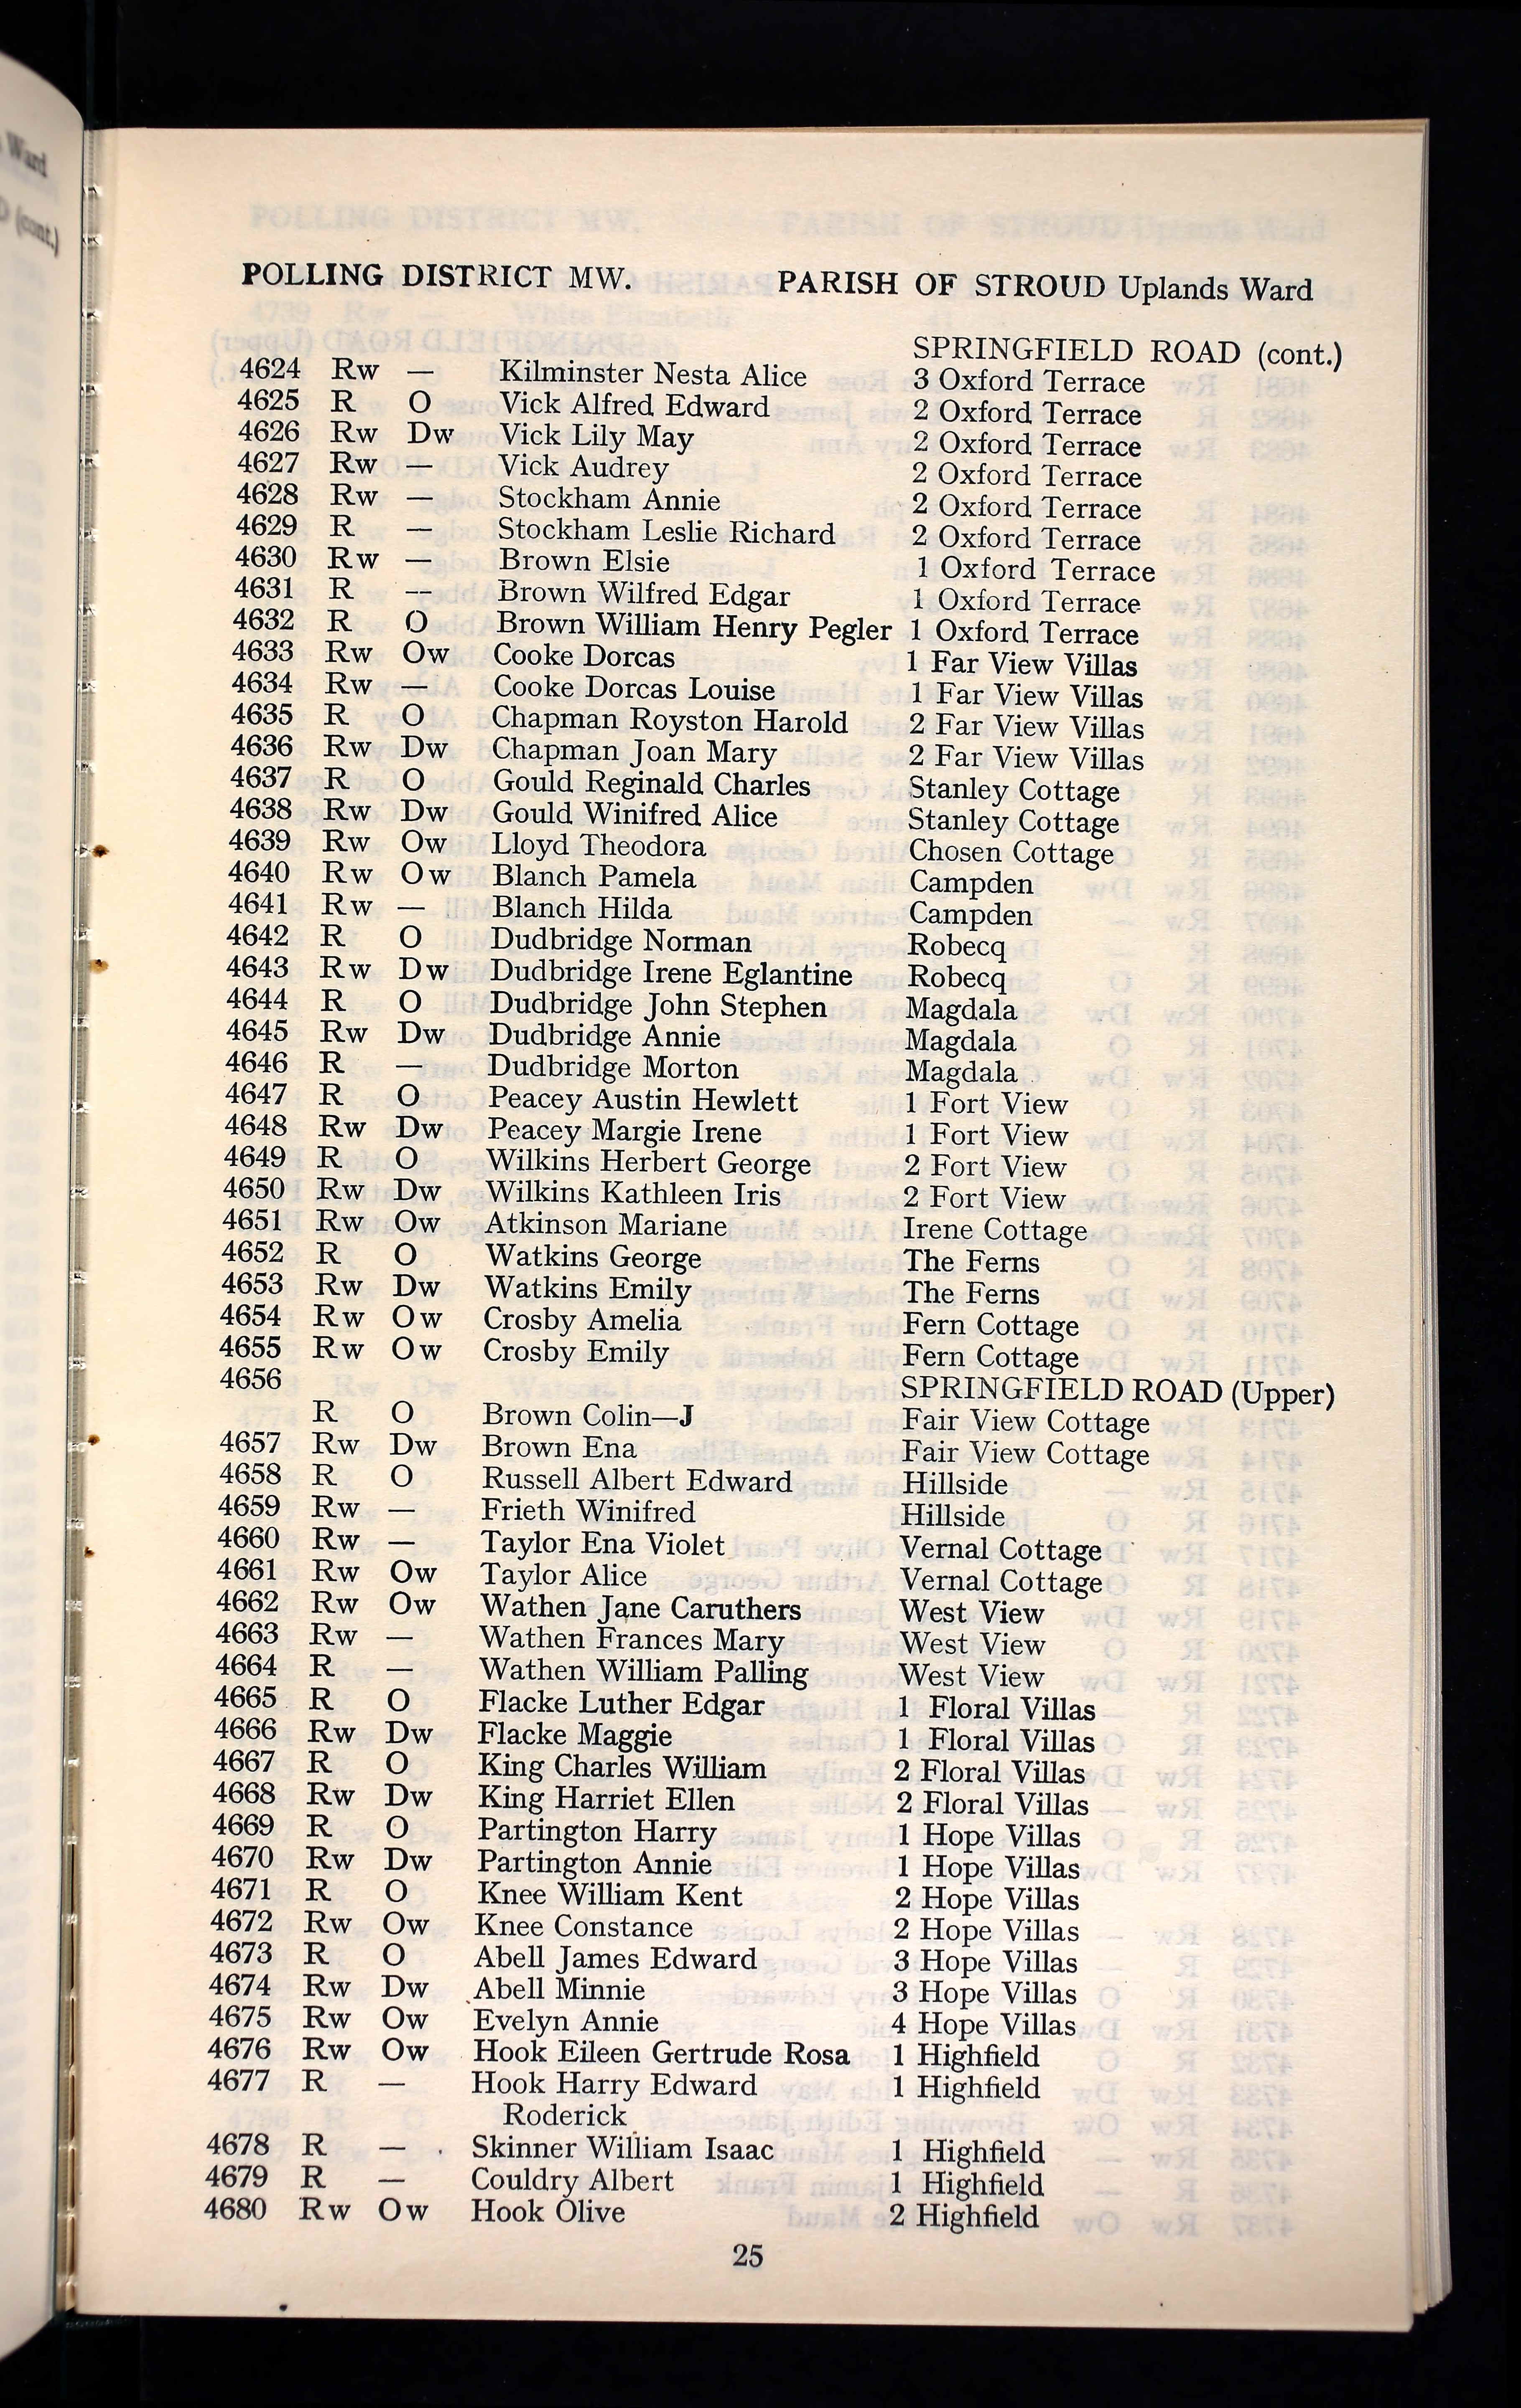 Ward
(cont.)
POLLING DISTRICT MW. PARISH OF STROUD Uplands Ward
SPRINGFIELD ROAD (cont.)
4624 Rw — Kilminster Nesta Alice 3 Oxford Terrace
4625 R O Vick Alfred Edward 2 Oxford Terrace
4626 Rw Dw Vick Lily May 2 Oxford Terrace
4627 Rw — Vick Audrey 2 Oxford Terrace
4628 Rw — Stockham Annie 2 Oxford Terrace
4629 R — Stockham Leslie Richard 2 Oxford Terrace
4630 Rw — Brown Elsie 1 Oxford Terrace
4631 R — Brown Wilfred Edgar 1 Oxford Terrace
4632 R O Brown William Henry Pegler 1 Oxford Terrace
4633 Rw Ow Cooke Dorcas 1 Far View Villas
4634 Rw — Cooke Dorcas Louise 1 Far View Villas
4635 R O Chapman Royston Harold 2 Far View Villas
4636 Rw Dw Chapman Joan Mary 2 Far View Villas
4637 R O Gould Reginald Charles Stanley Cottage
4638 Rw Dw Gould Winifred Alice Stanley Cottage
4639 Rw Ow Lloyd Theodora Chosen Cottage
4640 Rw Ow Blanch Pamela Campden
4641 Rw — Blanch Hilda Campden
4642 R O Dudbridge Norman Robecq
4643 Rw Dw Dudbridge Irene Eglantine Robecq
4644 R O Dudbridge John Stephen Magdala
4645 Rw Dw Dudbridge Annie Magdala
4646 R — Dudbridge Morton Magdala
4647 R O Peacey Austin Hewlett 1 Fort View
4648 Rw Dw Peacey Margie Irene 1 Fort View
4649 R O Wilkins Herbert George 2 Fort View
4650 Rw Dw Wilkins Kathleen Iris 2 Fort View
4651 Rw Ow Atkinson Mariane Irene Cottage
4652 R O Watkins George The Ferns
4653 Rw Dw Watkins Emily The Ferns
4654 Rw Ow Crosby Amelia Fern Cottage
4655 Rw Ow Crosby Emily Fern Cottage
4656 SPRINGFIELD ROAD (Upper)
R O Brown Colin—J Fair View Cottage
4657 Rw Dw Brown Ena Fair View Cottage
4658 R O Russell Albert Edward Hillside
4659 Rw — Frieth Winifred Hillside
4660 Rw — Taylor Ena Violet Vernal Cottage
4661 Rw Ow Taylor Alice Vernal Cottage
4662 Rw Ow Wathen Jane Caruthers West View
4663 Rw — Wathen Frances Mary West View
4664 R — Wathen William Palling West View
4665 R O Flacke Luther Edgar 1 Floral Villas
4666 Rw Dw Flacke Maggie 1 Floral Villas
4667 R O King Charles William 2 Floral Villas
4668 Rw Dw King Harriet Ellen 2 Floral Villas
4669 R O Partington Harry 1 Hope Villas
4670 Rw Dw Partington Annie 1 Hope Villas
4671 R O Knee William Kent 2 Hope Villas
4672 Rw Ow Knee Constance 2 Hope Villas
4673 R O Abell James Edward 3 Hope Villas
4674 Rw Dw Abell Minnie 3 Hope Villas
4675 Rw Ow Evelyn Annie 4 Hope Villas
4676 Rw Ow Hook Eileen Gertrude Rosa 1 Highfield
4677 R — Hook Harry Edward 1 Highfield
Roderick
4678 R — Skinner William Isaac 1 Highfield
4679 R — Couldry Albert 1 Highfield
4680 Rw Ow Hook Olive 2 Highfield
25